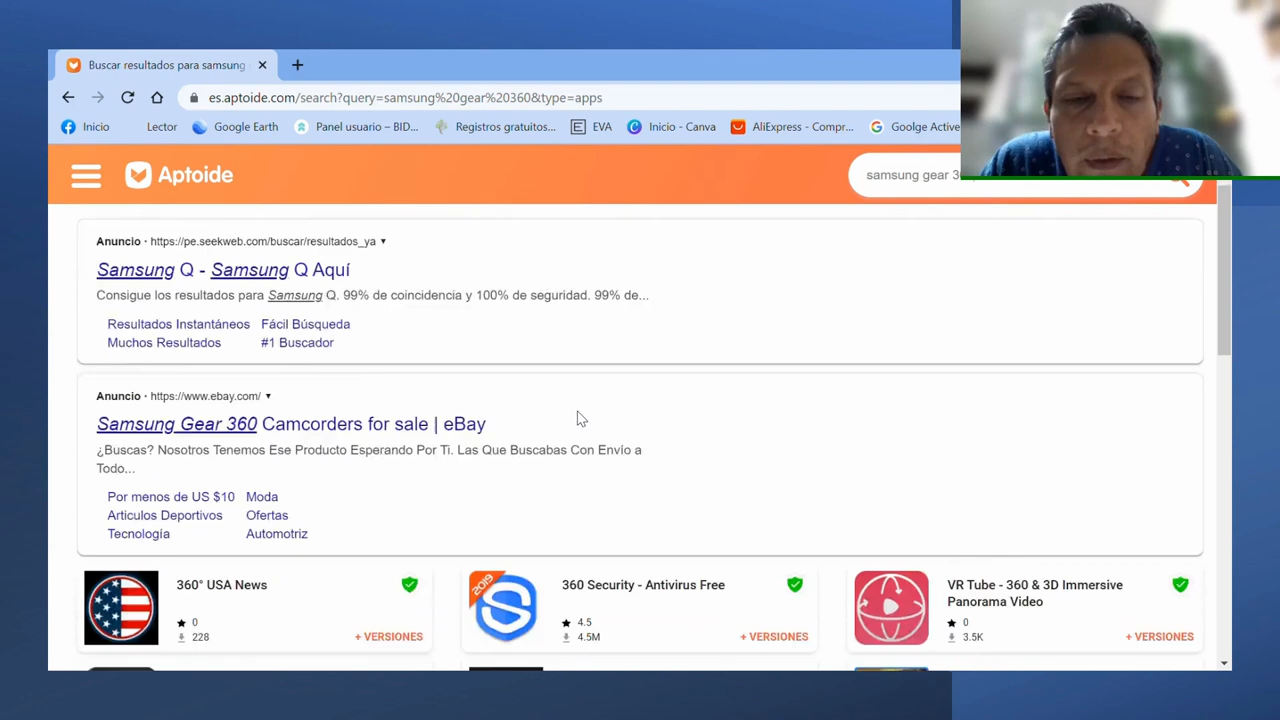 Buscar resultados para samsung
es.aptoide.com/search?query=samsung%20gear%20360&type=apps
Inicio
Lector
Google Earth
Panel usuario – BID...
Registros gratuitos...
EVA
Inicio - Canva
AliExpress - Compr...
Goolge Active
Aptoide
samsung gear 36
Anuncio · https://pe.seekweb.com/buscar/resultados_ya
Samsung Q - Samsung Q Aquí
Consigue los resultados para Samsung Q. 99% de coincidencia y 100% de seguridad. 99% de...
Resultados Instantáneos Fácil Búsqueda
Muchos Resultados #1 Buscador
Anuncio · https://www.ebay.com/
Samsung Gear 360 Camcorders for sale | eBay
¿Buscas? Nosotros Tenemos Ese Producto Esperando Por Ti. Las Que Buscabas Con Envío a
Todo...
Por menos de US $10 Moda
Articulos Deportivos Ofertas
Tecnología Automotriz
360° USA News
0
228
+ VERSIONES
2019
S
360 Security - Antivirus Free
4.5
4.5M
+ VERSIONES
VR Tube - 360 & 3D Immersive
Panorama Video
0
3.5K
+ VERSIONES